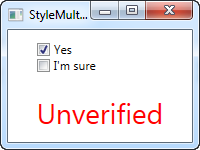 StyleMult...
Yes
I'm sure
Unverified